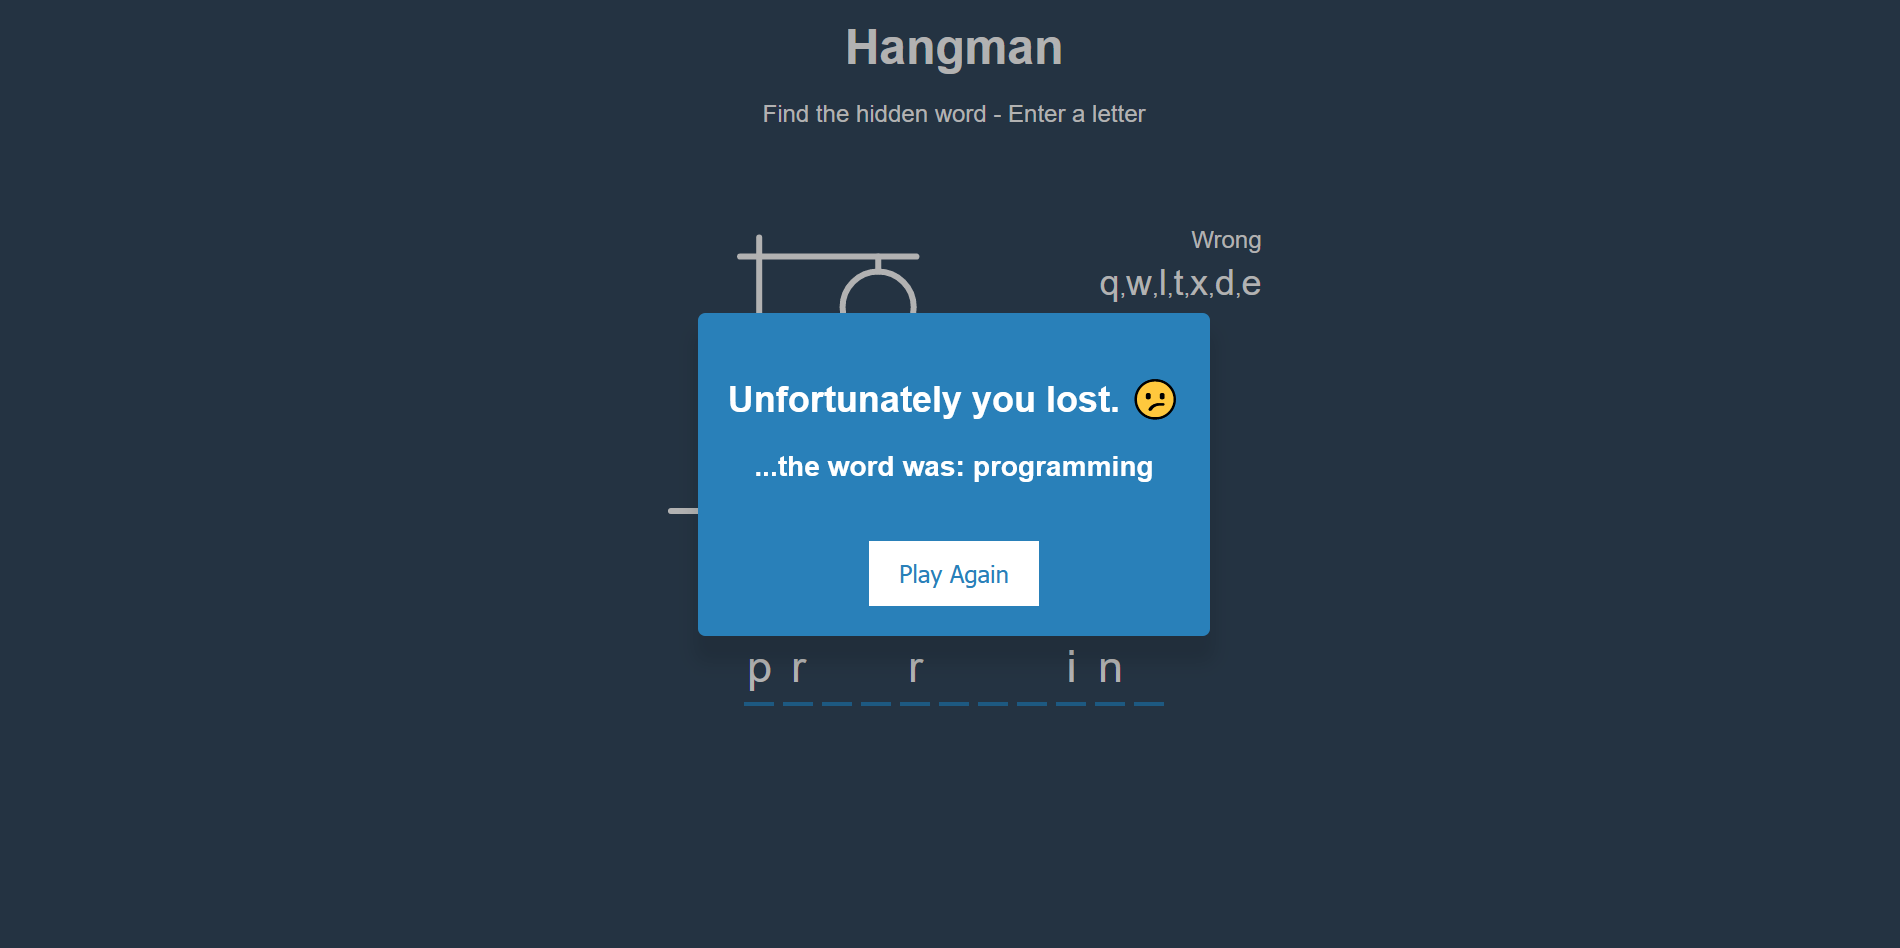 Hangman
Find the hidden word - Enter a letter
Wrong
q,w,l,t,x,d,e
Unfortunately you lost. 😕
...the word was: programming
Play Again
p r r i n